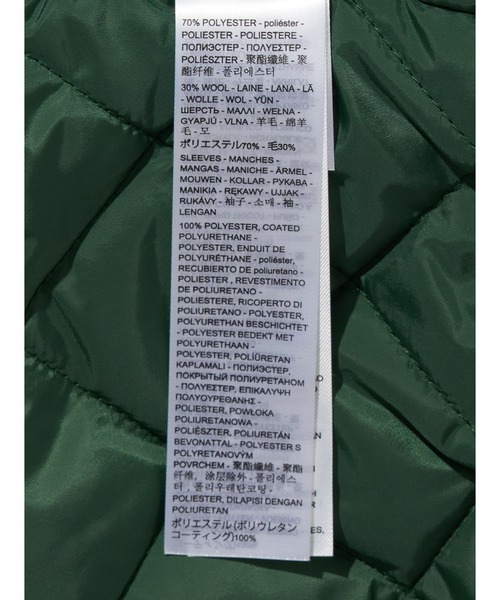 70% POLYESTER - poliéster -
POLIESTER - POLIESTERE -
ПОЛИЭСТЕР - ΠΟΛΥΕΣΤΕΡ -
POLIÉSZTER - 聚酯纖維 - 聚
酯纤维 - 폴리에스터
30% WOOL - LAINE - LANA - LÃ
- WOLLE - WOL - YÜN -
ШЕРСТЬ - ΜΑΛΛΙ - WEŁNA -
GYAPJÚ - VLNA - 羊毛 - 绵羊
毛 - 모
ポリエステル70% - 毛30%
SLEEVES - MANCHES -
MANGAS - MANICHE - ÄRMEL -
MOUWEN - KOLLAR - РУКАВА -
ΜΑΝΙΚΙΑ - RĘKAWY - UJJAK -
RUKÁVY - 袖子 - 소매 - 袖 -
LENGAN
100% POLYESTER, COATED
POLYURETHANE -
POLYESTER, ENDUIT DE
POLYURÉTHANE - poliéster,
RECUBIERTO DE poliuretano -
POLIESTER , REVESTIMENTO
DE POLIURETANO -
POLIESTERE, RICOPERTO DI
POLIURETANO - POLYESTER,
POLYURETHAN BESCHICHTET
- POLYESTER BEDEKT MET
POLYURETHAAN -
POLYESTER, POLIÜRETAN
KAPLAMALI - ПОЛИЭСТЕР,
ПОКРЫТЫЙ ПОЛИУРЕТАНОМ
- ΠΟΛΥΕΣΤΕΡ, ΕΠΙΚΑΛΥΨΗ
ΠΟΛΥΟΥΡΕΘΑΝΗΣ -
POLIESTER, POWŁOKA
POLIURETANOWA -
POLIÉSZTER, POLIURETÁN
BEVONATTAL - POLYESTER S
POLYRETANOVÝM
POVRCHEM - 聚酯纖維 - 聚酯
纤维, 涂层除外 - 폴리에스
터 , 폴리우레탄코팅 -
POLIESTER, DILAPISI DENGAN
POLIURETAN
ポリエステル(ポリウレタン
コーティング)100%